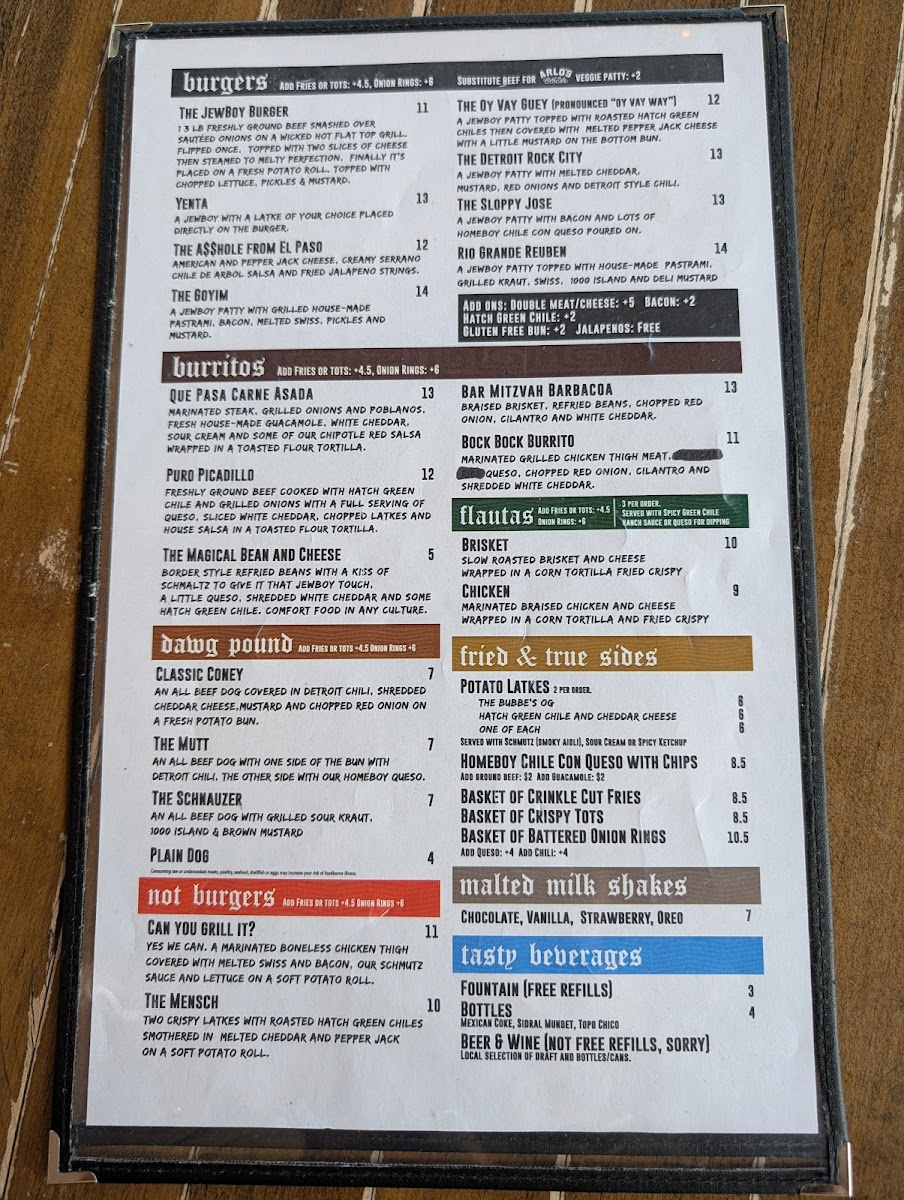 burgers ADD FRIES OR TOTS: +4.5, ONION RINGS: +6 SUBSTITUTE BEEF FOR ARLO'S VEGGIE PATTY: +2
THE JEWBOY BURGER 11
1 3 LB FRESHLY GROUND BEEF SMASHED OVER
SAUTÉED ONIONS ON A WICKED HOT FLAT TOP GRILL.
FLIPPED ONCE, TOPPED WITH TWO SLICES OF CHEESE
THEN STEAMED TO MELTY PERFECTION. FINALLY IT'S
PLACED ON A FRESH POTATO ROLL, TOPPED WITH
CHOPPED LETTUCE, PICKLES & MUSTARD.
YENTA 13
A JEWBOY WITH A LATKE OF YOUR CHOICE PLACED
DIRECTLY ON THE BURGER.
THE A$$HOLE FROM EL PASO 12
AMERICAN AND PEPPER JACK CHEESE, CREAMY SERRANO
CHILE DE ARBOL SALSA AND FRIED JALAPENO STRINGS.
THE GOYIM 14
A JEWBOY PATTY WITH GRILLED HOUSE-MADE
PASTRAMI, BACON, MELTED SWISS, PICKLES AND
MUSTARD.
THE OY VAY GUEY (PRONOUNCED "OY VAY WAY") 12
A JEWBOY PATTY TOPPED WITH ROASTED HATCH GREEN
CHILES THEN COVERED WITH MELTED PEPPER JACK CHEESE
WITH A LITTLE MUSTARD ON THE BOTTOM BUN.
THE DETROIT ROCK CITY 13
A JEWBOY PATTY WITH MELTED CHEDDAR,
MUSTARD, RED ONIONS AND DETROIT STYLE CHILI.
THE SLOPPY JOSE 13
A JEWBOY PATTY WITH BACON AND LOTS OF
HOMEBOY CHILE CON QUESO POURED ON.
RIO GRANDE REUBEN 14
A JEWBOY PATTY TOPPED WITH HOUSE-MADE PASTRAMI,
GRILLED KRAUT, SWISS, 1000 ISLAND AND DELI MUSTARD
ADD ONS: DOUBLE MEAT/CHEESE: +5 BACON: +2
HATCH GREEN CHILE: +2
GLUTEN FREE BUN: +2 JALAPENOS: FREE
burritos ADD FRIES OR TOTS: +4.5, ONION RINGS: +6
QUE PASA CARNE ASADA 13
MARINATED STEAK, GRILLED ONIONS AND POBLANOS,
FRESH HOUSE-MADE GUACAMOLE, WHITE CHEDDAR,
SOUR CREAM AND SOME OF OUR CHIPOTLE RED SALSA
WRAPPED IN A TOASTED FLOUR TORTILLA.
PURO PICADILLO 12
FRESHLY GROUND BEEF COOKED WITH HATCH GREEN
CHILE AND GRILLED ONIONS WITH A FULL SERVING OF
QUESO, SLICED WHITE CHEDDAR, CHOPPED LATKES AND
HOUSE SALSA IN A TOASTED FLOUR TORTILLA.
THE MAGICAL BEAN AND CHEESE 5
BORDER STYLE REFRIED BEANS WITH A KISS OF
SCHMALTZ TO GIVE IT THAT JEWBOY TOUCH,
A LITTLE QUESO, SHREDDED WHITE CHEDDAR AND SOME
HATCH GREEN CHILE. COMFORT FOOD IN ANY CULTURE.
BAR MITZVAH BARBACOA 13
BRAISED BRISKET, REFRIED BEANS, CHOPPED RED
ONION, CILANTRO AND WHITE CHEDDAR.
BOCK BOCK BURRITO 11
MARINATED GRILLED CHICKEN THIGH MEAT,
QUESO, CHOPPED RED ONION, CILANTRO AND
SHREDDED WHITE CHEDDAR.
flautas ADD FRIES OR TOTS: +4.5
ONION RINGS: +6
3 PER ORDER.
SERVED WITH SPICY GREEN CHILE
RANCH SAUCE OR QUESO FOR DIPPING
BRISKET 10
SLOW ROASTED BRISKET AND CHEESE
WRAPPED IN A CORN TORTILLA FRIED CRISPY
CHICKEN 9
MARINATED BRAISED CHICKEN AND CHEESE
WRAPPED IN A CORN TORTILLA AND FRIED CRISPY
dawg pound ADD FRIES OR TOTS +4.5 ONION RINGS +6
CLASSIC CONEY 7
AN ALL BEEF DOG COVERED IN DETROIT CHILI, SHREDDED
CHEDDAR CHEESE,MUSTARD AND CHOPPED RED ONION ON
A FRESH POTATO BUN.
THE MUTT 7
AN ALL BEEF DOG WITH ONE SIDE OF THE BUN WITH
DETROIT CHILI, THE OTHER SIDE WITH OUR HOMEBOY QUESO.
THE SCHNAUZER 7
AN ALL BEEF DOG WITH GRILLED SOUR KRAUT,
1000 ISLAND & BROWN MUSTARD
PLAIN DOG 4
Consuming raw or undercooked meats, poultry, seafood, shellfish or eggs may increase your risk of foodborne illness.
not burgers ADD FRIES OR TOTS +4.5 ONION RINGS +6
CAN YOU GRILL IT? 11
YES WE CAN. A MARINATED BONELESS CHICKEN THIGH
COVERED WITH MELTED SWISS AND BACON, OUR SCHMUTZ
SAUCE AND LETTUCE ON A SOFT POTATO ROLL.
THE MENSCH 10
TWO CRISPY LATKES WITH ROASTED HATCH GREEN CHILES
SMOTHERED IN MELTED CHEDDAR AND PEPPER JACK
ON A SOFT POTATO ROLL.
fried & true sides
POTATO LATKES 2 PER ORDER.
THE BUBBE'S OG 6
HATCH GREEN CHILE AND CHEDDAR CHEESE 6
ONE OF EACH 6
SERVED WITH SCHMUTZ (SMOKY AIOLI), SOUR CREAM OR SPICY KETCHUP
HOMEBOY CHILE CON QUESO WITH CHIPS 8.5
ADD GROUND BEEF: $2 ADD GUACAMOLE: $2
BASKET OF CRINKLE CUT FRIES 8.5
BASKET OF CRISPY TOTS 8.5
BASKET OF BATTERED ONION RINGS 10.5
ADD QUESO: +4 ADD CHILI: +4
malted milk shakes
CHOCOLATE, VANILLA, STRAWBERRY, OREO 7
tasty beverages
FOUNTAIN (FREE REFILLS) 3
BOTTLES 4
MEXICAN COKE, SIDRAL MUNDET, TOPO CHICO
BEER & WINE (NOT FREE REFILLS, SORRY)
LOCAL SELECTION OF DRAFT AND BOTTLES/CANS.